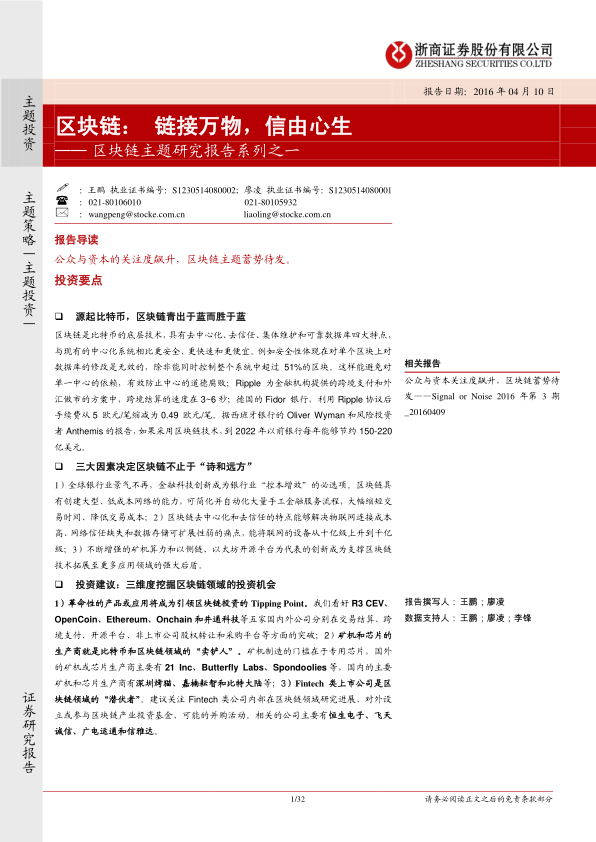 浙商证券股份有限公司
ZHESHANG SECURITIES CO.LTD
报告日期：2016 年 04 月 10 日
主题投资
主题策略—主题投资—
证券研究报告
区块链： 链接万物，信由心生
—— 区块链主题研究报告系列之一
：王鹏 执业证书编号：S1230514080002; 廖凌 执业证书编号：S1230514080001
：021-80106010 021-80105932
：wangpeng@stocke.com.cn liaoling@stocke.com.cn
报告导读
公众与资本的关注度飙升，区块链主题蓄势待发。
投资要点
❑ 源起比特币，区块链青出于蓝而胜于蓝
区块链是比特币的底层技术，具有去中心化、去信任、集体维护和可靠数据库四大特点，
与现有的中心化系统相比更安全、更快速和更便宜。例如安全性体现在对单个区块上对
数据库的修改是无效的，除非能同时控制整个系统中超过 51%的区块。这样能避免对
单一中心的依赖，有效防止中心的道德腐败；Ripple 为金融机构提供的跨境支付和外
汇做市的方案中，跨境结算的速度在 3~6 秒；德国的 Fidor 银行，利用 Ripple 协议后
手续费从 5 欧元/笔缩减为 0.49 欧元/笔。据西班牙银行的 Oliver Wyman 和风险投资
者 Anthemis 的报告，如果采用区块链技术，到 2022 年以前银行每年能够节约 150-220
亿美元。
❑ 三大因素决定区块链不止于“诗和远方”
1）全球银行业景气不再，金融科技创新成为银行业“控本增效”的必选项。区块链具
有创建大型、低成本网络的能力，可简化并自动化大量手工金融服务流程，大幅缩短交
易时间、降低交易成本；2）区块链去中心化和去信任的特点能够解决物联网连接成本
高、网络信任缺失和数据存储可扩展性弱的痛点，能将联网的设备从十亿级上升到千亿
级；3）不断增强的矿机算力和以侧链、以太坊开源平台为代表的创新成为支撑区块链
技术拓展至更多应用领域的强大后盾。
❑ 投资建议：三维度挖掘区块链领域的投资机会
1）革命性的产品或应用将成为引领区块链投资的 Tipping Point。我们看好 R3 CEV、
OpenCoin、Ethereum、Onchain 和井通科技等五家国内外公司分别在交易结算、跨
境支付、开源平台、非上市公司股权转让和采购平台等方面的突破；2）矿机和芯片的
生产商就是比特币和区块链领域的“卖铲人”。矿机制造的门槛在于专用芯片，国外
的矿机或芯片生产商主要有 21 Inc、Butterfly Labs、Spondoolies 等，国内的主要
矿机和芯片生产商有深圳烤猫、嘉楠耘智和比特大陆等；3）Fintech 类上市公司是区
块链领域的“潜伏者”。建议关注 Fintech 类公司内部在区块链领域研究进展、对外设
立或参与区块链产业投资基金、可能的并购活动。相关的公司主要有恒生电子、飞天
诚信、广电运通和信雅达。
相关报告
公众与资本关注度飙升，区块链蓄势待
发——Signal or Noise 2016 年第 3 期
_20160409
报告撰写人：王鹏；廖凌
数据支持人：王鹏；廖凌；李锋
1/32
请务必阅读正文之后的免责条款部分